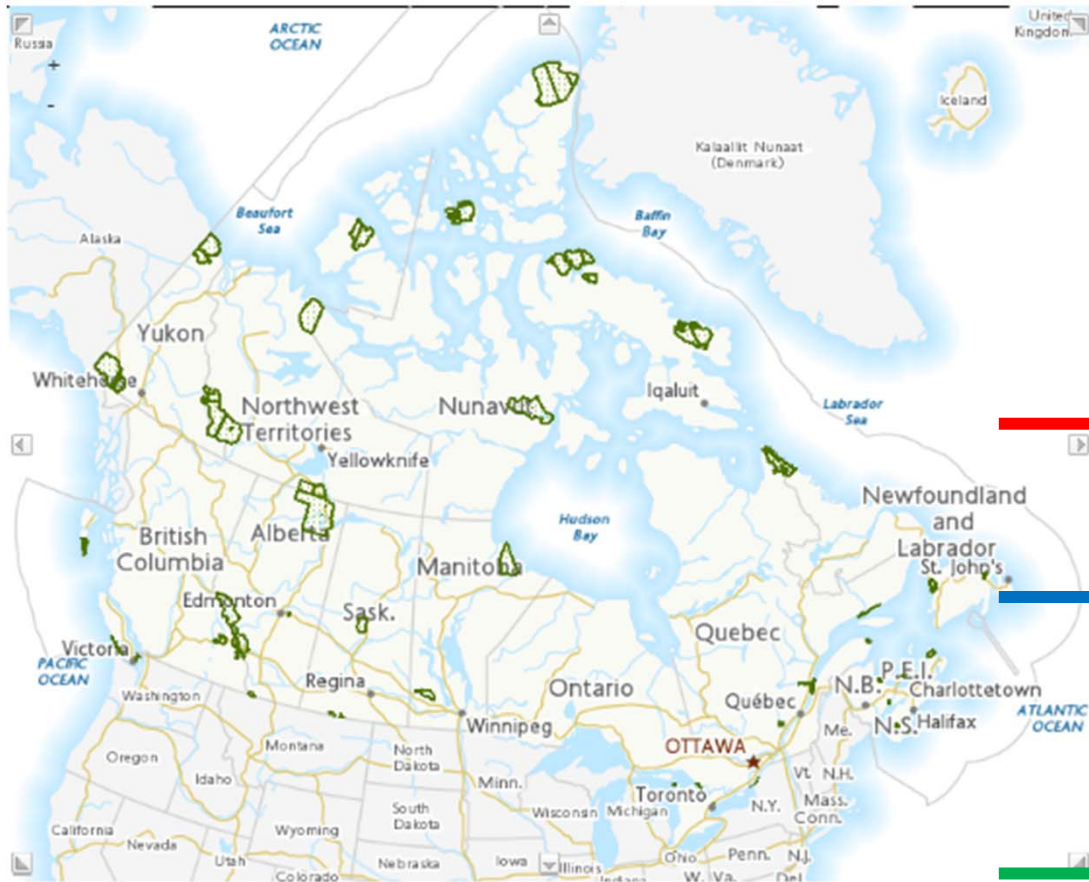 ARCTIC
OCEAN
United
Kingdom
Russia
+
-
Iceland
Kalaallit Nunaat
(Denmark)
Beaufort
Sea
Baffin
Bay
Alaska
Yukon
Whitehorse
Northwest
Territories
Nunavut
Iqaluit
Labrador
Sea
Yellowknife
Newfoundland
and
Labrador
St. John's
British
Columbia
Alberta
Hudson
Bay
Manitoba
Edmonton
Sask.
Quebec
Victoria
PACIFIC
OCEAN
Washington
Regina
Ontario
Québec
N.B.
P.E.I.
Charlottetown
ATLANTIC
OCEAN
Winnipeg
N.S.
Halifax
Me.
OTTAWA
Oregon
Montana
North
Dakota
Idaho
Minn.
Vt.
N.H.
Toronto
N.Y.
Mass.
Conn.
South
Dakota
Wisconsin
Michigan
California
Nevada
Wyoming
Utah
Colorado
Nebraska
Iowa
Illinois
Indiana
Ohio
Penn.
N.J.
W. Va.
Del